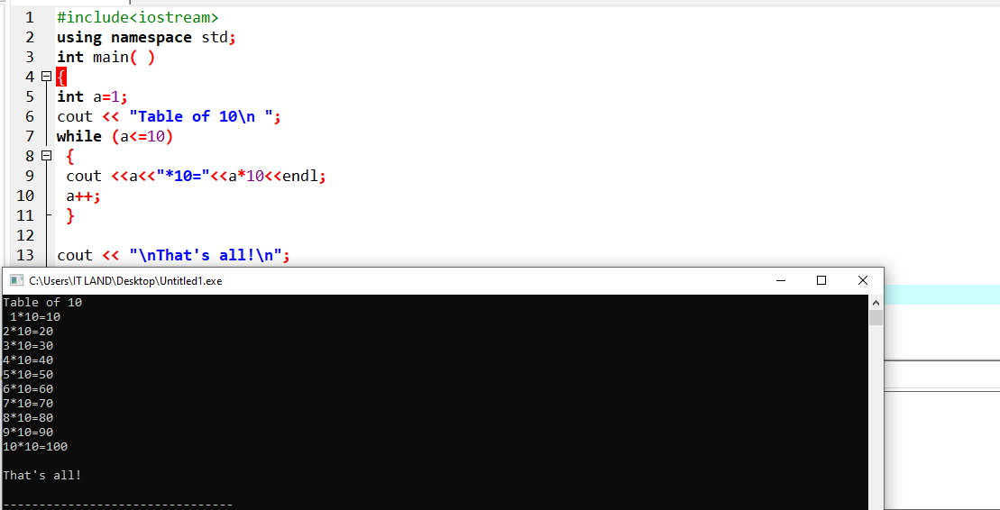 1 #include<iostream>
2 using namespace std;
3 int main( )
4 {
5 int a=1;
6 cout << "Table of 10\n ";
7 while (a<=10)
8 {
9 cout <<a<<"*10="<<a*10<<endl;
10 a++;
11 }
12
13 cout << "\nThat's all!\n";
C:\Users\IT LAND\Desktop\Untitled1.exe
Table of 10
1*10=10
2*10=20
3*10=30
4*10=40
5*10=50
6*10=60
7*10=70
8*10=80
9*10=90
10*10=100
That's all!
--------------------------------